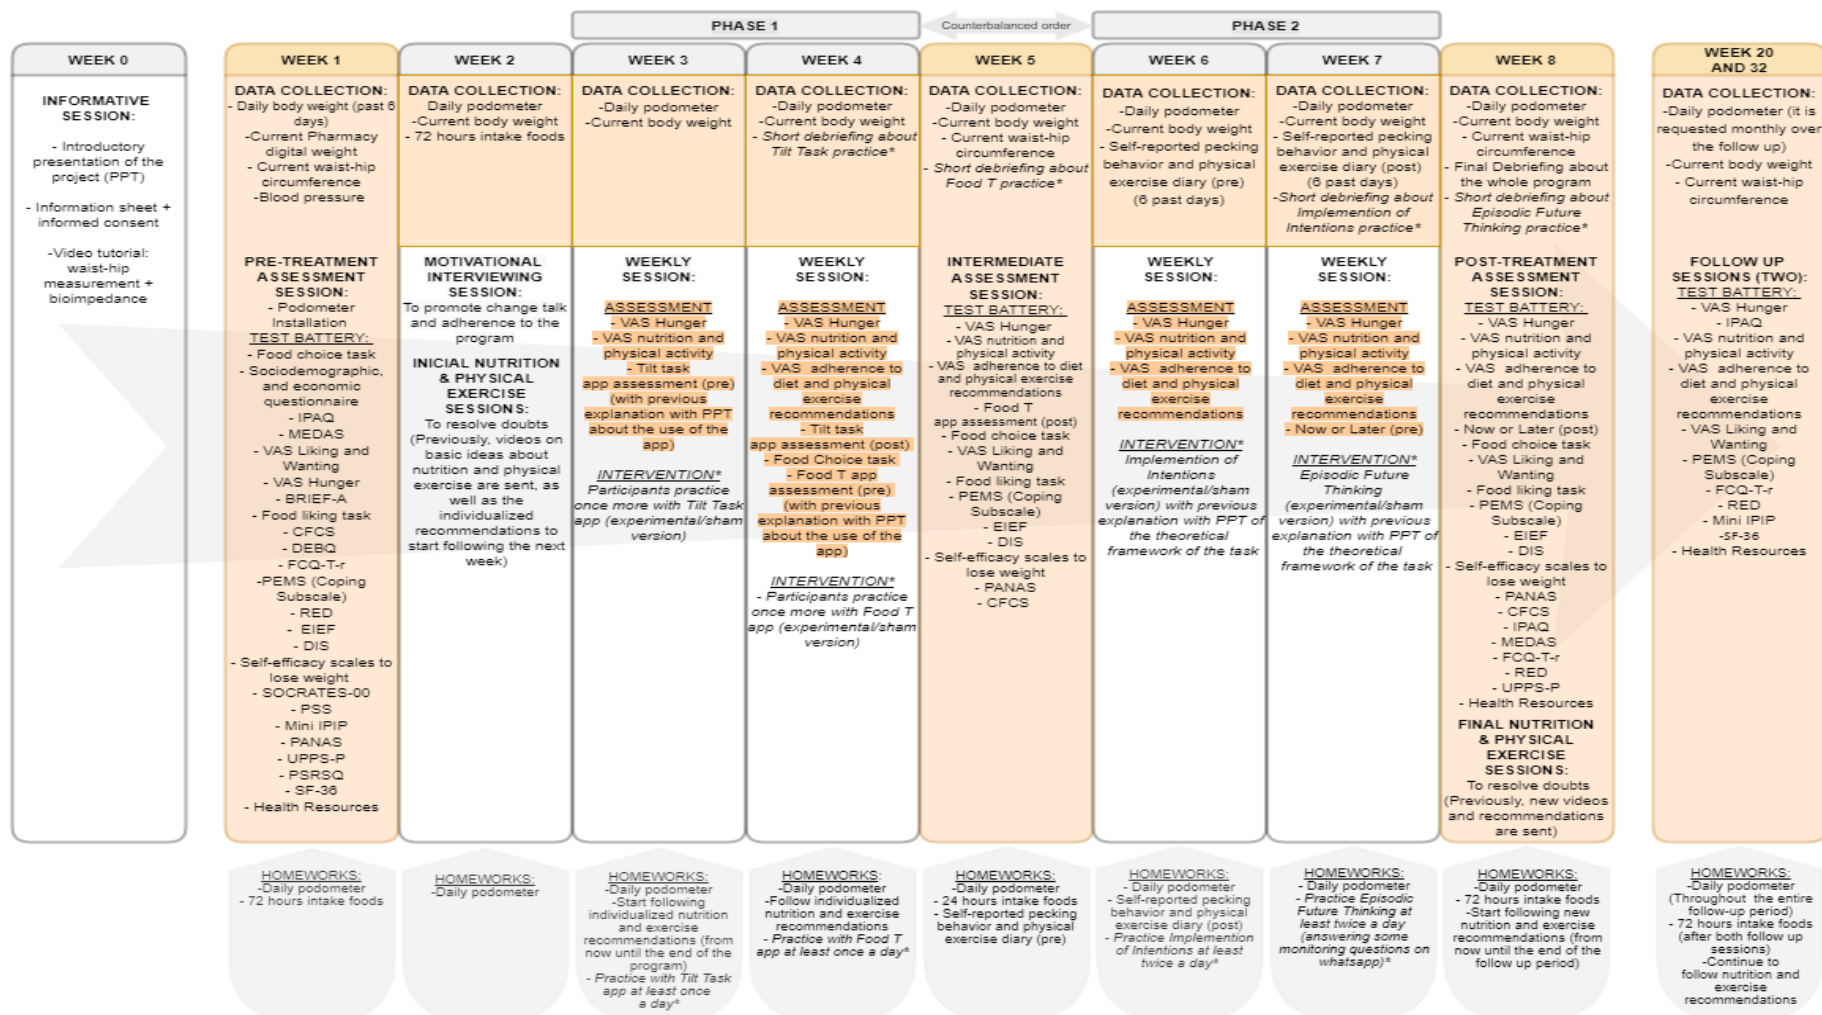 PHASE 1
Counterbalanced order
PHASE 2
WEEK 0
INFORMATIVE
SESSION:
- Introductory
presentation of the
project (PPT)
- Information sheet +
informed consent
-Video tutorial:
waist-hip
measurement +
bioimpedance
WEEK 1
DATA COLLECTION:
- Daily body weight (past 6
days)
-Current Pharmacy
digital weight
- Current waist-hip
circumference
-Blood pressure
PRE-TREATMENT
ASSESSMENT
SESSION:
- Podometer
Installation
TEST BATTERY:
- Food choice task
- Sociodemographic,
and economic
questionnaire
- IPAQ
- MEDAS
- VAS Liking and
Wanting
- VAS Hunger
- BRIEF-A
- Food liking task
- CFCS
- DEBQ
- FCQ-T-r
-PEMS (Coping
Subscale)
- RED
- EIEF
- DIS
- Self-efficacy scales to
lose weight
- SOCRATES-00
- PSS
- Mini IPIP
- PANAS
- UPPS-P
- PSRSQ
- SF-36
- Health Resources
HOMEWORKS:
-Daily podometer
- 72 hours intake foods
WEEK 2
DATA COLLECTION:
Daily podometer
-Current body weight
- 72 hours intake foods
MOTIVATIONAL
INTERVIEWING
SESSION:
To promote change talk
and adherence to the
program
INICIAL NUTRITION
& PHYSICAL
EXERCISE
SESSIONS:
To resolve doubts
(Previously, videos on
basic ideas about
nutrition and physical
exercise are sent, as
well as the
individualized
recommendations to
start following the next
week)
HOMEWORKS:
-Daily podometer
WEEK 3
DATA COLLECTION:
-Daily podometer
-Current body weight
WEEKLY
SESSION:
ASSESSMENT
- VAS Hunger
- VAS nutrition and
physical activity
- Tilt task
app assessment (pre)
(with previous
explanation with PPT
about the use of the
app)
INTERVENTION*
Participants practice
once more with Tilt Task
app (experimental/sham
version)
HOMEWORKS:
-Daily podometer
-Start following
individualized nutrition
and exercise
recommendations (from
now until the end of the
program)
- Practice with Tilt Task
app at least once
a day*
WEEK 4
DATA COLLECTION:
-Daily podometer
-Current body weight
- Short debriefing about
Tilt Task practice*
WEEKLY
SESSION:
ASSESSMENT
- VAS Hunger
- VAS nutrition and
physical activity
- VAS adherence to
diet and physical
exercise
recommendations
- Tilt task
app assessment (post)
- Food Choice task
- Food T app
assessment (pre)
(with previous
explanation with PPT
about the use of the
app)
INTERVENTION*
- Participants practice
once more with Food T
app (experimental/sham
version)
HOMEWORKS:
-Daily podometer
-Follow individualized
nutrition and exercise
recommendations
- Practice with Food T
app at least once a day*
WEEK 5
DATA COLLECTION:
-Daily podometer
-Current body weight
- Current waist-hip
circumference
- Short debriefing about
Food T practice*
INTERMEDIATE
ASSESSMENT
SESSION:
TEST BATTERY:
- VAS Hunger
- VAS nutrition and
physical activity
- VAS adherence to diet
and physical exercise
recommendations
- Food T
app assessment (post)
- Food choice task
- VAS Liking and
Wanting
- Food liking task
- PEMS (Coping
Subscale)
- EIEF
- DIS
- Self-efficacy scales to
lose weight
- PANAS
- CFCS
HOMEWORKS:
-Daily podometer
- 24 hours intake foods
- Self-reported pecking
behavior and physical
exercise diary (pre)
WEEK 6
DATA COLLECTION:
-Daily podometer
-Current body weight
- Self-reported pecking
behavior and physical
exercise diary (pre)
(6 past days)
WEEKLY
SESSION:
ASSESSMENT
- VAS Hunger
- VAS nutrition and
physical activity
- VAS adherence to
diet and physical
exercise
recommendations
INTERVENTION*
Implemention of
Intentions
(experimental/sham
version) with previous
explanation with PPT of
the theoretical
framework of the task
HOMEWORKS:
- Daily podometer
- Self-reported pecking
behavior and physical
exercise diary (post)
- Practice Implemention
of Intentions at least
twice a day*
WEEK 7
DATA COLLECTION:
-Daily podometer
-Current body weight
- Self-reported pecking
behavior and physical
exercise diary (post)
(6 past days)
-Short debriefing about
Implemention of
Intentions practice*
WEEKLY
SESSION:
ASSESSMENT
- VAS Hunger
- VAS nutrition and
physical activity
- VAS adherence to
diet and physical
exercise
recommendations
- Now or Later (pre)
INTERVENTION*
Episodic Future
Thinking
(experimental/sham
version) with previous
explanation with PPT of
the theoretical
framework of the task
HOMEWORKS:
- Daily podometer
- Practice Episodic
Future Thinking at
least twice a day
(answering some
monitoring questions on
whatsapp)*
WEEK 8
DATA COLLECTION:
-Daily podometer
-Current body weight
- Current waist-hip
circumference
- Final Debriefing about
the whole program
- Short debriefing about
Episodic Future
Thinking practice*
POST-TREATMENT
ASSESSMENT
SESSION:
TEST BATTERY:
- VAS Hunger
- VAS nutrition and
physical activity
- VAS adherence to
diet and physical
exercise
recommendations
- Now or Later (post)
- Food choice task
- VAS Liking and
Wanting
- Food liking task
- PEMS (Coping
Subscale)
- EIEF
- DIS
- Self-efficacy scales to
lose weight
- PANAS
- CFCS
- IPAQ
- MEDAS
- FCQ-T-r
- RED
- UPPS-P
- Health Resources
FINAL NUTRITION
& PHYSICAL
EXERCISE
SESSIONS:
To resolve doubts
(Previously, new videos
and recommendations
are sent)
HOMEWORKS:
-Daily podometer
- 72 hours intake foods
-Start following new
nutrition and exercise
recommendations (from
now until the end of the
follow up period)
WEEK 20
AND 32
DATA COLLECTION:
-Daily podometer (it is
requested monthly over
the follow up)
-Current body weight
- Current waist-hip
circumference
FOLLOW UP
SESSIONS (TWO):
TEST BATTERY:
- VAS Hunger
- IPAQ
- VAS nutrition and
physical activity
- VAS adherence to
diet and physical
exercise
recommendations
- VAS Liking and
Wanting
- PEMS (Coping
Subscale)
- FCQ-T-r
- RED
- Mini IPIP
-SF-36
- Health Resources
HOMEWORKS:
-Daily podometer
(Throughout the entire
follow-up period)
- 72 hours intake foods
(after both follow up
sessions)
-Continue to
follow nutrition and
exercise
recommendations